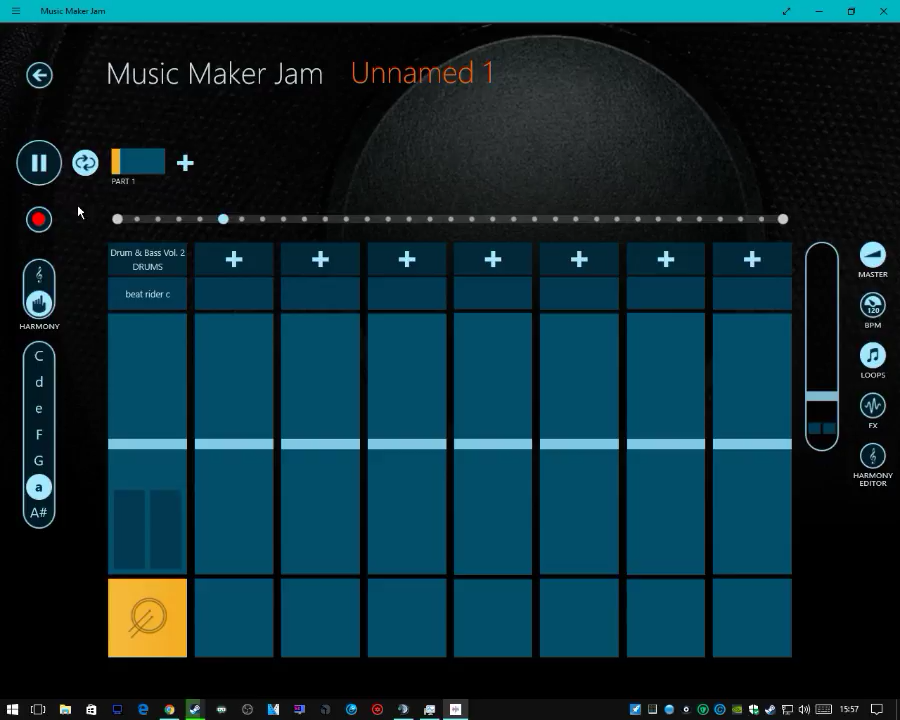 Music Maker Jam
Music Maker Jam Unnamed 1
PART 1
Drum & Bass Vol. 2
DRUMS
beat rider c
HARMONY
C
d
e
F
G
a
A#
MASTER
120
BPM
LOOPS
FX
HARMONY
EDITOR
15:57